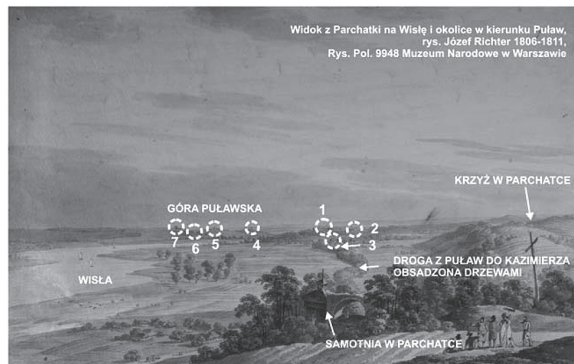 Widok z Parchatki na Wisłę i okolice w kierunku Puław,
rys. Józef Richter 1806-1811,
Rys. Pol. 9948 Muzeum Narodowe w Warszawie
KRZYŻ W PARCHATCE
GÓRA PUŁAWSKA
1
2
3
4
5
6
7
DROGA Z PUŁAW DO KAZIMIERZA
OBSADZONA DRZEWAMI
WISŁA
SAMOTNIA W PARCHATCE